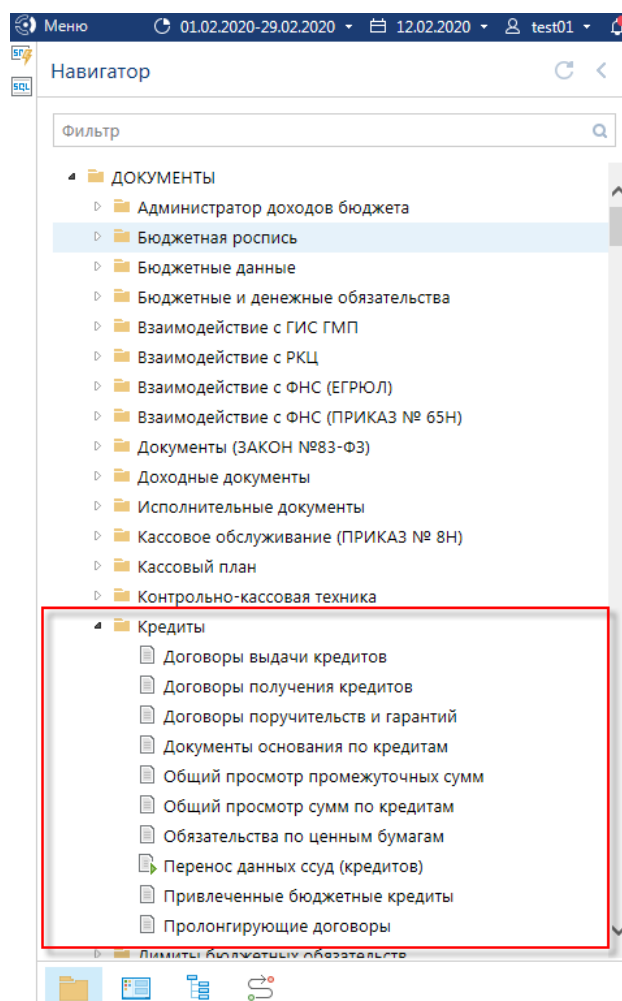 Меню 01.02.2020-29.02.2020 12.02.2020 test01
SQL
Навигатор
Фильтр
ДОКУМЕНТЫ
Администратор доходов бюджета
Бюджетная роспись
Бюджетные данные
Бюджетные и денежные обязательства
Взаимодействие с ГИС ГМП
Взаимодействие с РКЦ
Взаимодействие с ФНС (ЕГРЮЛ)
Взаимодействие с ФНС (ПРИКАЗ № 65Н)
Документы (ЗАКОН №83-ФЗ)
Доходные документы
Исполнительные документы
Кассовое обслуживание (ПРИКАЗ № 8Н)
Кассовый план
Контрольно-кассовая техника
Кредиты
Договоры выдачи кредитов
Договоры получения кредитов
Договоры поручительств и гарантий
Документы основания по кредитам
Общий просмотр промежуточных сумм
Общий просмотр сумм по кредитам
Обязательства по ценным бумагам
Перенос данных ссуд (кредитов)
Привлеченные бюджетные кредиты
Пролонгирующие договоры
Лимиты бюджетных обязательств